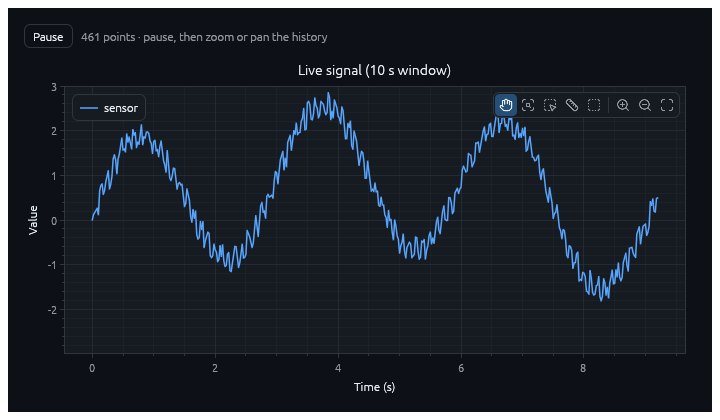 Pause
461 points · pause, then zoom or pan the history
Live signal (10 s window)
sensor
Value
3
2
1
0
-1
-2
0 2 4 6 8
Time (s)